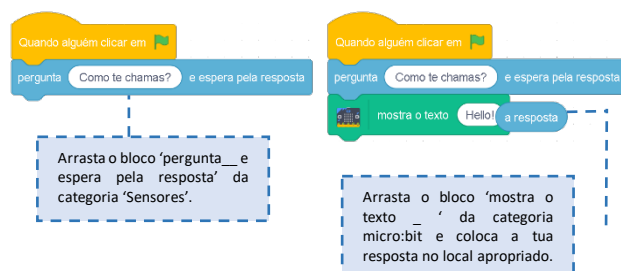 Quando alguém clicar em
pergunta Como te chamas? e espera pela resposta
Arrasta o bloco ‘pergunta__ e
espera pela resposta’ da
categoria ‘Sensores’.
Quando alguém clicar em
pergunta Como te chamas? e espera pela resposta
mostra o texto Hello! a resposta
Arrasta o bloco ‘mostra o
texto _ ‘ da categoria
micro:bit e coloca a tua
resposta no local apropriado.